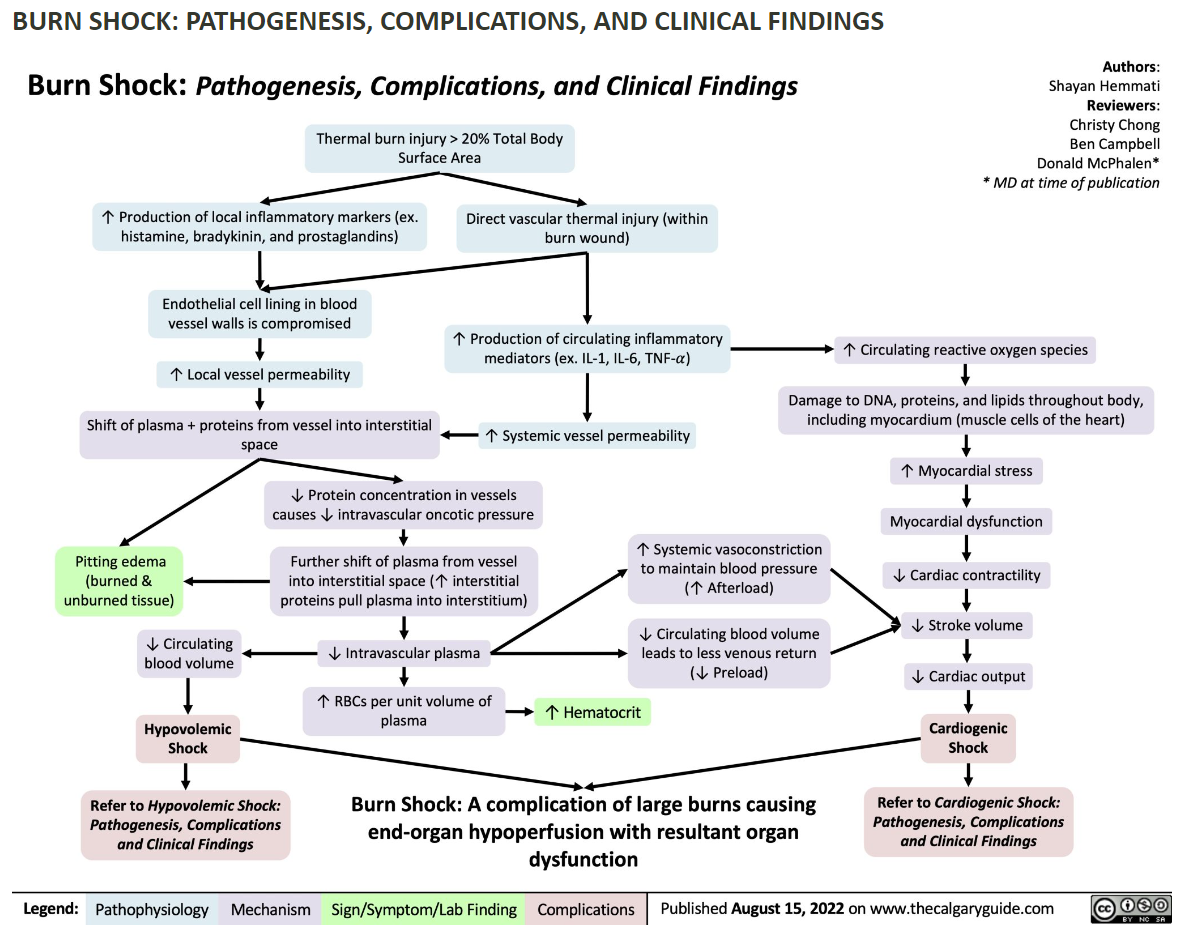 BURN SHOCK: PATHOGENESIS, COMPLICATIONS, AND CLINICAL FINDINGS
Burn Shock: Pathogenesis, Complications, and Clinical Findings
Authors:
Shayan Hemmati
Reviewers:
Christy Chong
Ben Campbell
Donald McPhalen*
* MD at time of publication
Thermal burn injury > 20% Total Body
Surface Area
↑ Production of local inflammatory markers (ex.
histamine, bradykinin, and prostaglandins)
Direct vascular thermal injury (within
burn wound)
Endothelial cell lining in blood
vessel walls is compromised
↑ Production of circulating inflammatory
mediators (ex. IL-1, IL-6, TNF-α)
↑ Circulating reactive oxygen species
↑ Local vessel permeability
Damage to DNA, proteins, and lipids throughout body,
including myocardium (muscle cells of the heart)
Shift of plasma + proteins from vessel into interstitial
space
↑ Systemic vessel permeability
↑ Myocardial stress
↓ Protein concentration in vessels
causes ↓ intravascular oncotic pressure
Myocardial dysfunction
Pitting edema
(burned &
unburned tissue)
Further shift of plasma from vessel
into interstitial space (↑ interstitial
proteins pull plasma into interstitium)
↑ Systemic vasoconstriction
to maintain blood pressure
(↑ Afterload)
↓ Cardiac contractility
↓ Stroke volume
↓ Circulating
blood volume
↓ Intravascular plasma
↓ Circulating blood volume
leads to less venous return
(↓ Preload)
↓ Cardiac output
↑ RBCs per unit volume of
plasma
↑ Hematocrit
Hypovolemic
Shock
Cardiogenic
Shock
Refer to Hypovolemic Shock:
Pathogenesis, Complications
and Clinical Findings
Burn Shock: A complication of large burns causing
end-organ hypoperfusion with resultant organ
dysfunction
Refer to Cardiogenic Shock:
Pathogenesis, Complications
and Clinical Findings
Legend: Pathophysiology Mechanism Sign/Symptom/Lab Finding Complications Published August 15, 2022 on www.thecalgaryguide.com
cc BY NC SA